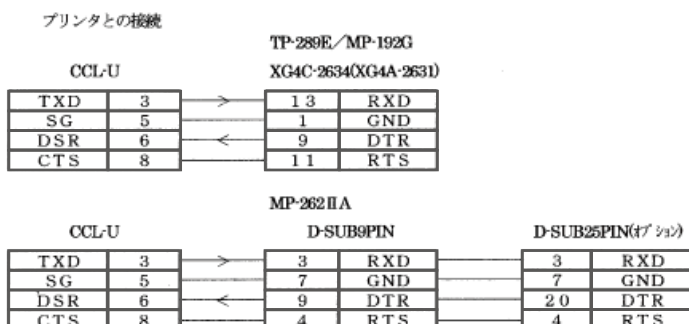 プリンタとの接続
TP-289E／MP-192G
CCL-U XG4C-2634(XG4A-2631)
TXD 3 13 RXD
SG 5 1 GND
DSR 6 9 DTR
CTS 8 11 RTS
MP-262ⅡA
CCL-U D-SUB9PIN D-SUB25PIN(ｵﾌﾟｼｮﾝ)
TXD 3 3 RXD 3 RXD
SG 5 7 GND 7 GND
DSR 6 9 DTR 20 DTR
CTS 8 4 RTS 4 RTS